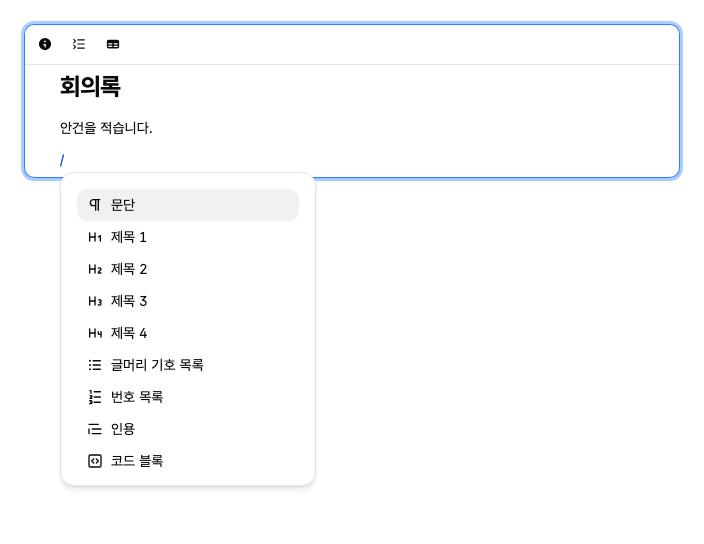 회의록
안건을 적습니다.
/
문단
H1 제목 1
H2 제목 2
H3 제목 3
H4 제목 4
글머리 기호 목록
번호 목록
인용
코드 블록